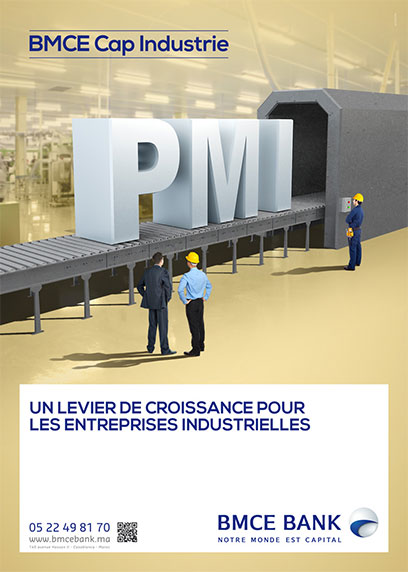 BMCE Cap Industrie
PMI
UN LEVIER DE CROISSANCE POUR
LES ENTREPRISES INDUSTRIELLES
05 22 49 81 70
www.bmcebank.ma
BMCE BANK
NOTRE MONDE EST CAPITAL